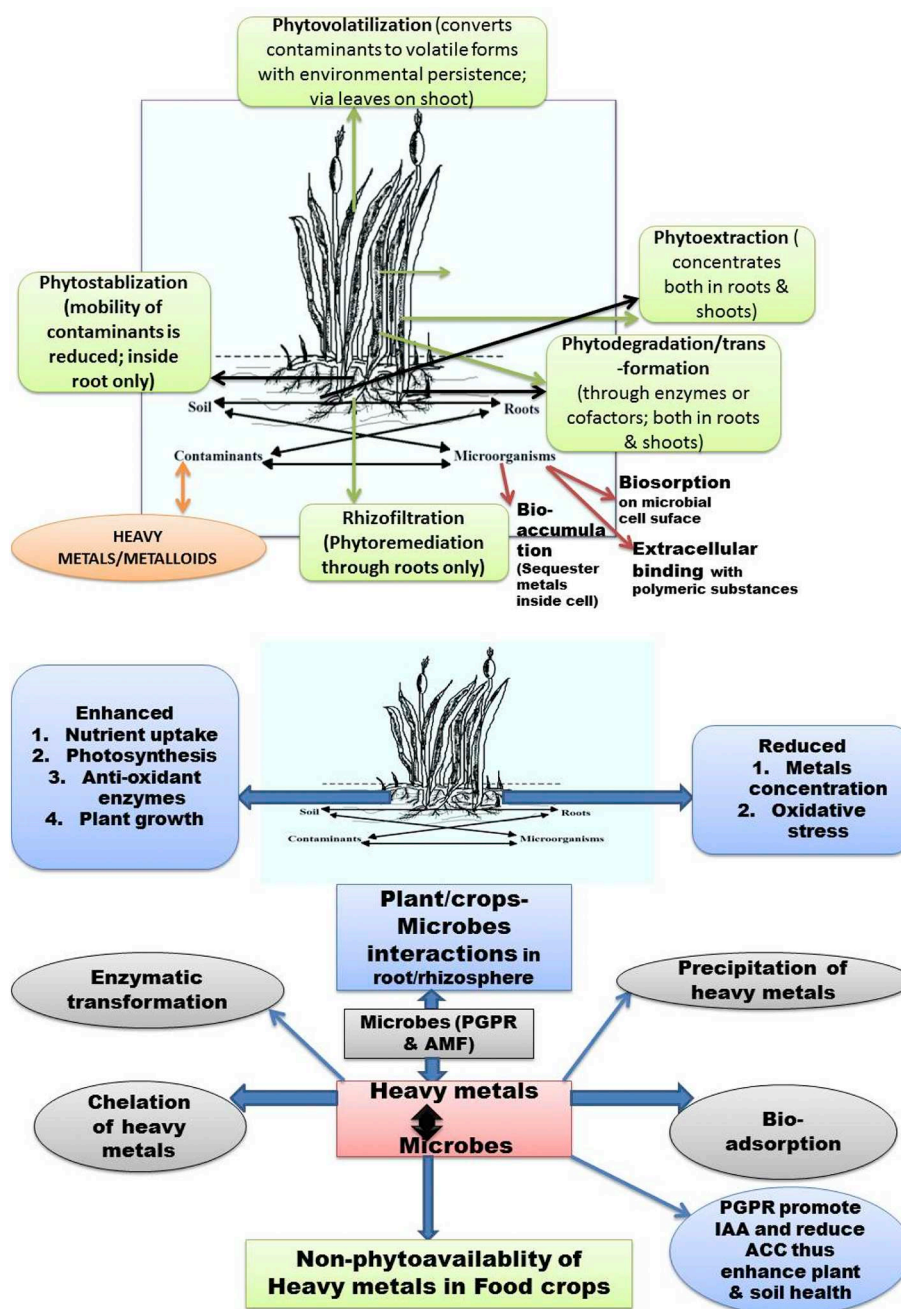 Phytovolatilization (converts
contaminants to volatile forms
with environmental persistence;
via leaves on shoot)
Phytoextraction (
concentrates
both in roots &
shoots)
Phytostablization
(mobility of
contaminants is
reduced; inside
root only)
Phytodegradation/trans
-formation
(through enzymes or
cofactors; both in roots
& shoots)
Soil
Roots
Contaminants
Microorganisms
HEAVY
METALS/METALLOIDS
Rhizofiltration
(Phytoremediation
through roots only)
Bio-
accumula
tion
(Sequester
metals
inside cell)
Biosorption
on microbial
cell suface
Extracellular
binding with
polymeric substances
Enhanced
1. Nutrient uptake
2. Photosynthesis
3. Anti-oxidant
enzymes
4. Plant growth
Soil
Roots
Contaminants
Microorganisms
Reduced
1. Metals
concentration
2. Oxidative
stress
Plant/crops-
Microbes
interactions in
root/rhizosphere
Enzymatic
transformation
Precipitation of
heavy metals
Microbes (PGPR
& AMF)
Heavy metals
Microbes
Chelation
of heavy
metals
Bio-
adsorption
Non-phytoavailablity of
Heavy metals in Food crops
PGPR promote
IAA and reduce
ACC thus
enhance plant
& soil health